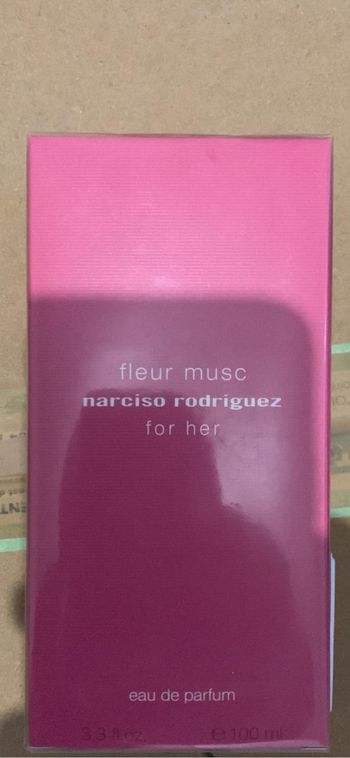 fleur musc
narciso rodriguez
for her
eau de parfum
3.3 fl.oz. ℮ 100 ml